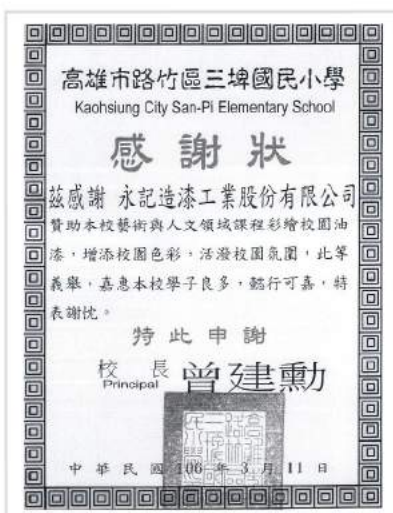 高雄市路竹區三埤國民小學
Kaohsiung City San-Pi Elementary School
感謝狀
茲感謝 永記造漆工業股份有限公司
贊助本校藝術與人文領域課程彩繪校園油
漆，增添校園色彩，活潑校園氛圍，此等
義舉，嘉惠本校學子良多，懿行可嘉，特
表謝忱。
特此申謝
校長 曾建勳
Principal
中華民國 106 年 3 月 11 日